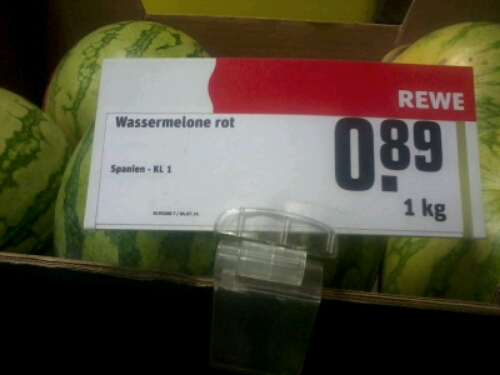 REWE
Wassermelone rot
0.89
Spanien - KL 1
1 kg